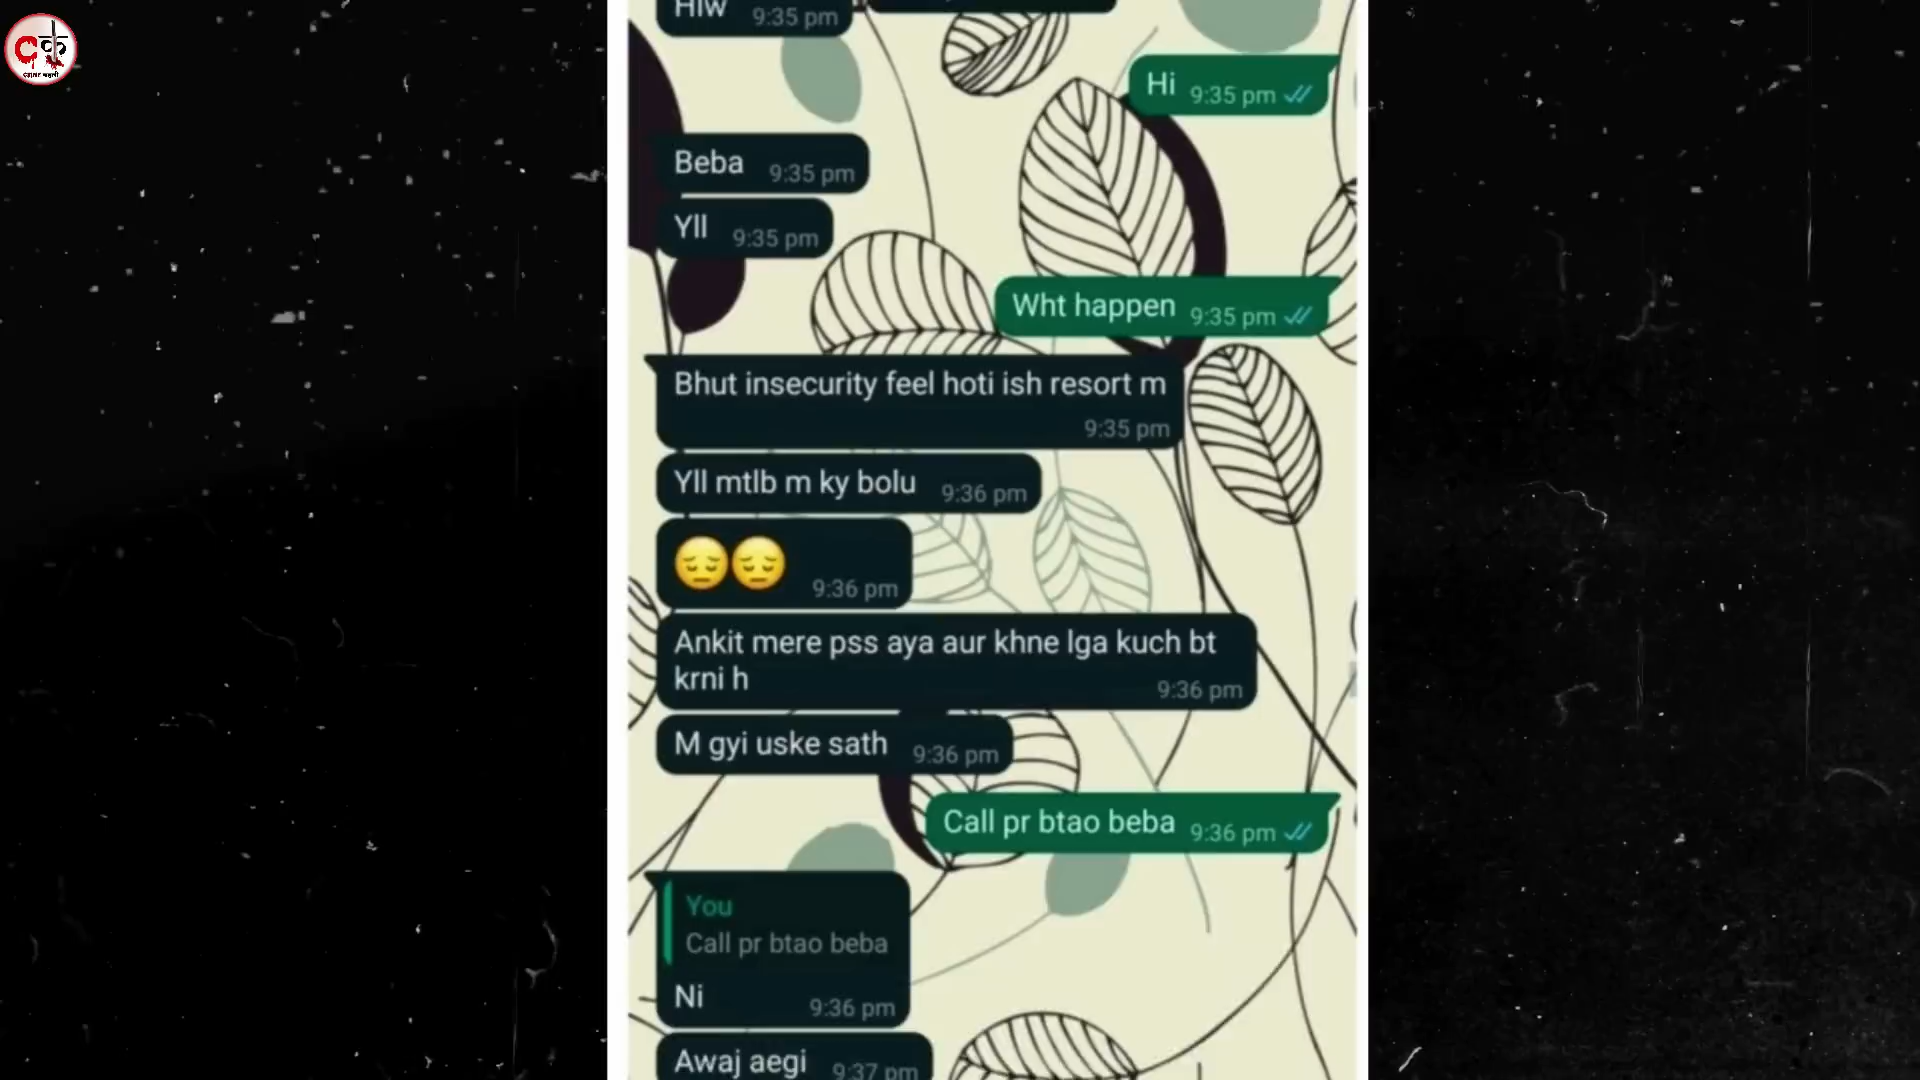 Hlw 9:35 pm
Hi 9:35 pm
Beba 9:35 pm
Yll 9:35 pm
Wht happen 9:35 pm
Bhut insecurity feel hoti ish resort m
9:35 pm
Yll mtlb m ky bolu 9:36 pm
9:36 pm
Ankit mere pss aya aur khne lga kuch bt
krni h 9:36 pm
M gyi uske sath 9:36 pm
Call pr btao beba 9:36 pm
You
Call pr btao beba
Ni 9:36 pm
Awaj aegi 9:37 pm